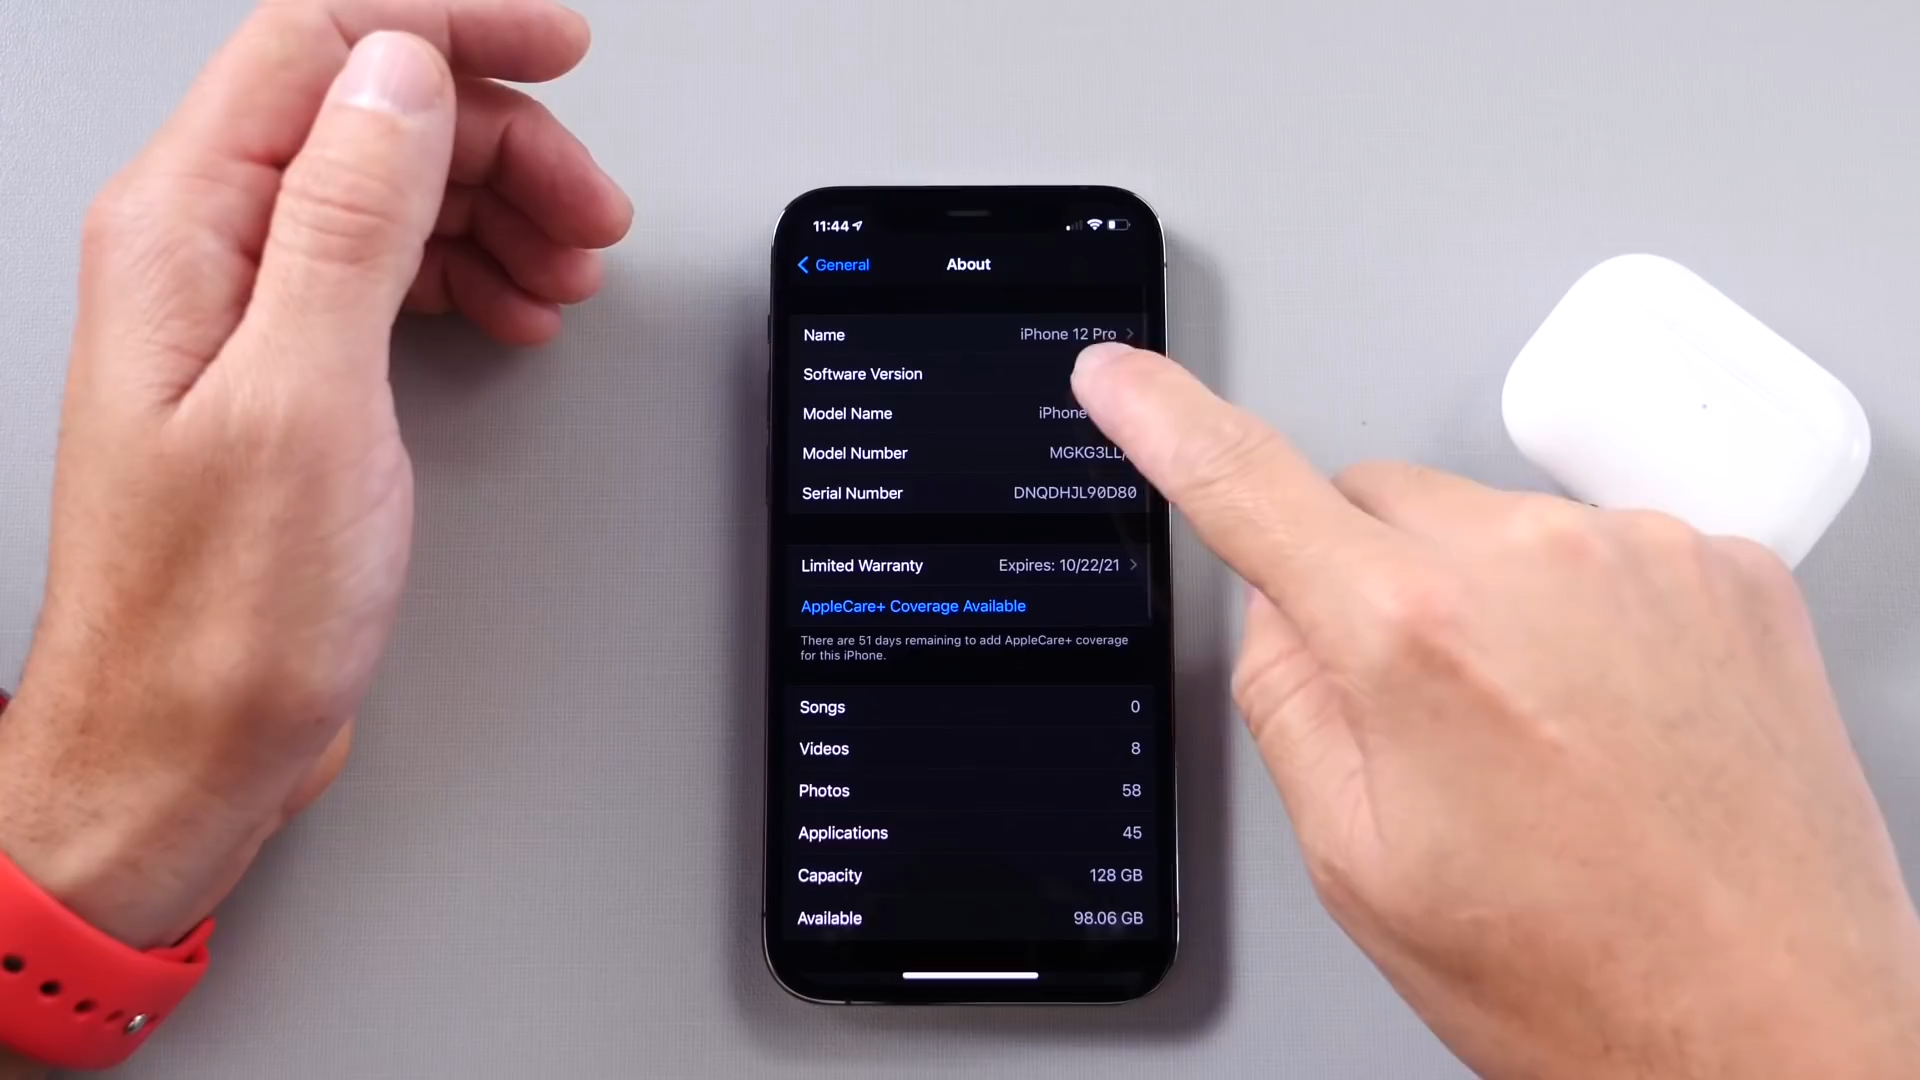 11:44
General
About
Name iPhone 12 Pro
Software Version
Model Name iPhone
Model Number MGKG3LL/
Serial Number DNQDHJL90D80
Limited Warranty Expires: 10/22/21
AppleCare+ Coverage Available
There are 51 days remaining to add AppleCare+ coverage
for this iPhone.
Songs 0
Videos 8
Photos 58
Applications 45
Capacity 128 GB
Available 98.06 GB